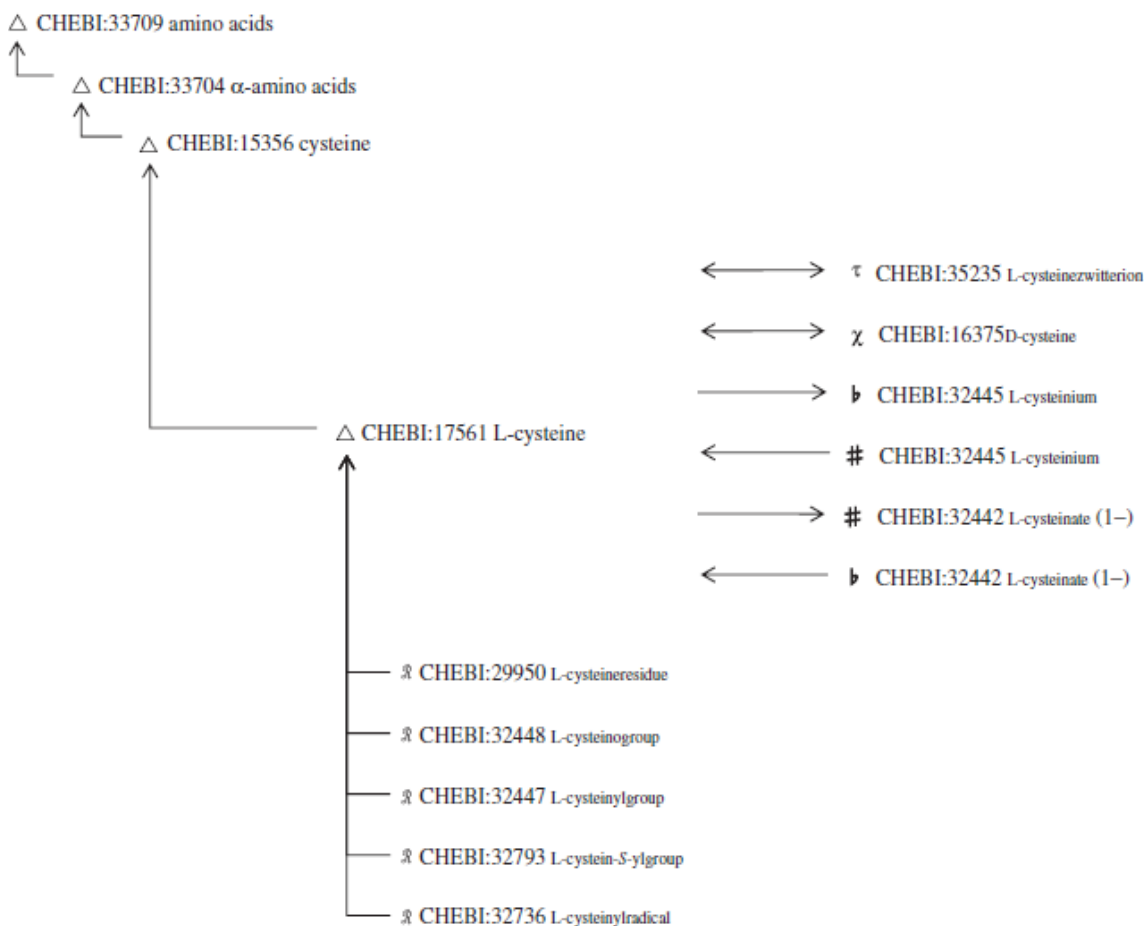 △ CHEBI:33709 amino acids
△ CHEBI:33704 α-amino acids
△ CHEBI:15356 cysteine
τ CHEBI:35235 L-cysteinezwitterion
χ CHEBI:16375D-cysteine
♭ CHEBI:32445 L-cysteinium
△ CHEBI:17561 L-cysteine
♯ CHEBI:32445 L-cysteinium
♯ CHEBI:32442 L-cysteinate (1–)
♭ CHEBI:32442 L-cysteinate (1–)
ℛ CHEBI:29950 L-cysteineresidue
ℛ CHEBI:32448 L-cysteinogroup
ℛ CHEBI:32447 L-cysteinylgroup
ℛ CHEBI:32793 L-cystein-S-ylgroup
ℛ CHEBI:32736 L-cysteinylradical